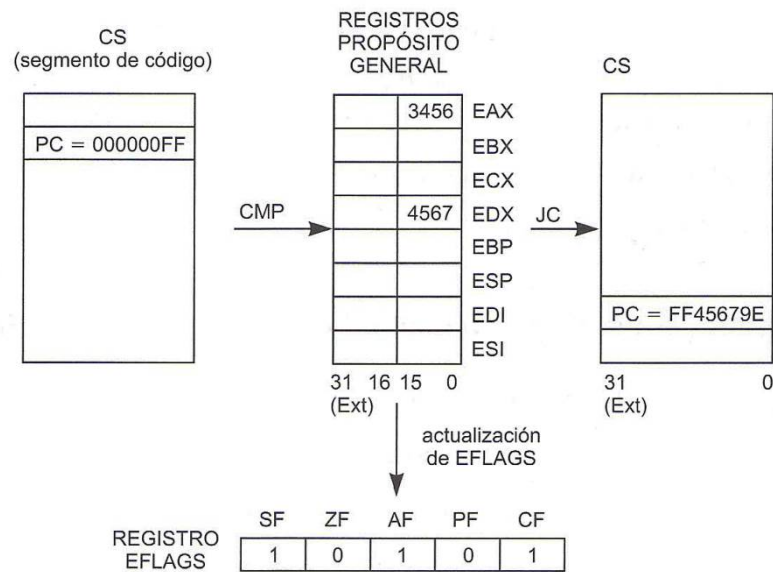 CS
(segmento de código)
PC = 000000FF
CMP
REGISTROS
PROPÓSITO
GENERAL
3456 EAX
EBX
ECX
4567 EDX
EBP
ESP
EDI
ESI
31 16 15 0
(Ext)
JC
CS
PC = FF45679E
31 0
(Ext)
actualización
de EFLAGS
SF ZF AF PF CF
REGISTRO
EFLAGS
1 0 1 0 1